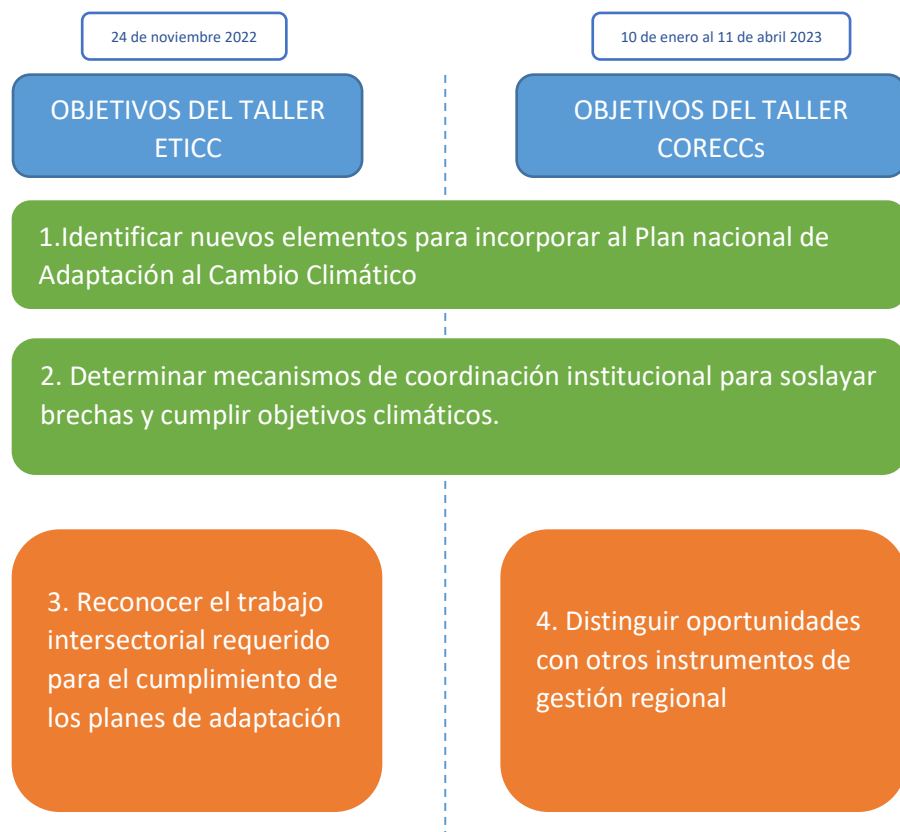 24 de noviembre 2022
10 de enero al 11 de abril 2023
OBJETIVOS DEL TALLER
ETICC
OBJETIVOS DEL TALLER
CORECCs
1.Identificar nuevos elementos para incorporar al Plan nacional de
Adaptación al Cambio Climático
2. Determinar mecanismos de coordinación institucional para soslayar
brechas y cumplir objetivos climáticos.
3. Reconocer el trabajo
intersectorial requerido
para el cumplimiento de
los planes de adaptación
4. Distinguir oportunidades
con otros instrumentos de
gestión regional